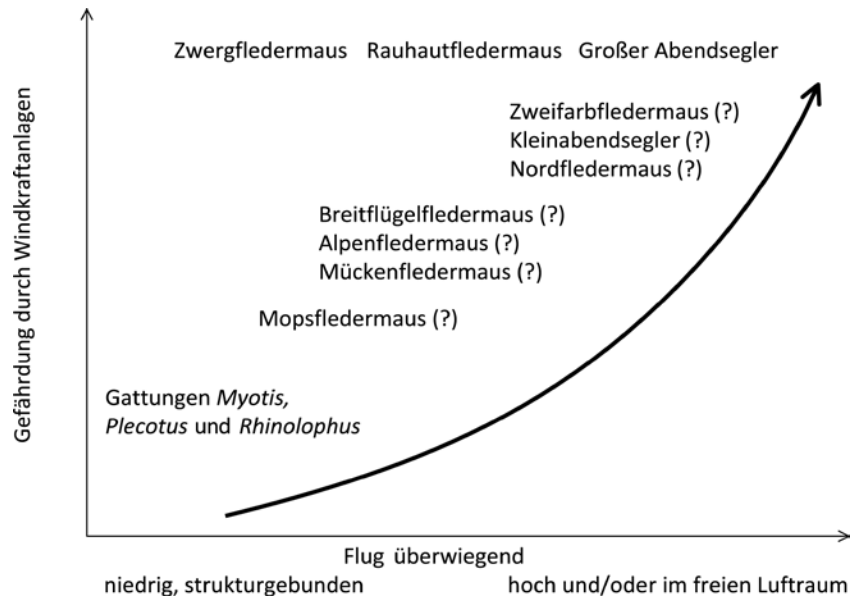 Zwergfledermaus Rauhautfledermaus Großer Abendsegler
Zweifarbfledermaus (?)
Kleinabendsegler (?)
Nordfledermaus (?)
Breitflügelfledermaus (?)
Alpenfledermaus (?)
Mückenfledermaus (?)
Mopsfledermaus (?)
Gattungen Myotis,
Plecotus und Rhinolophus
Gefährdung durch Windkraftanlagen
Flug überwiegend
niedrig, strukturgebunden hoch und/oder im freien Luftraum